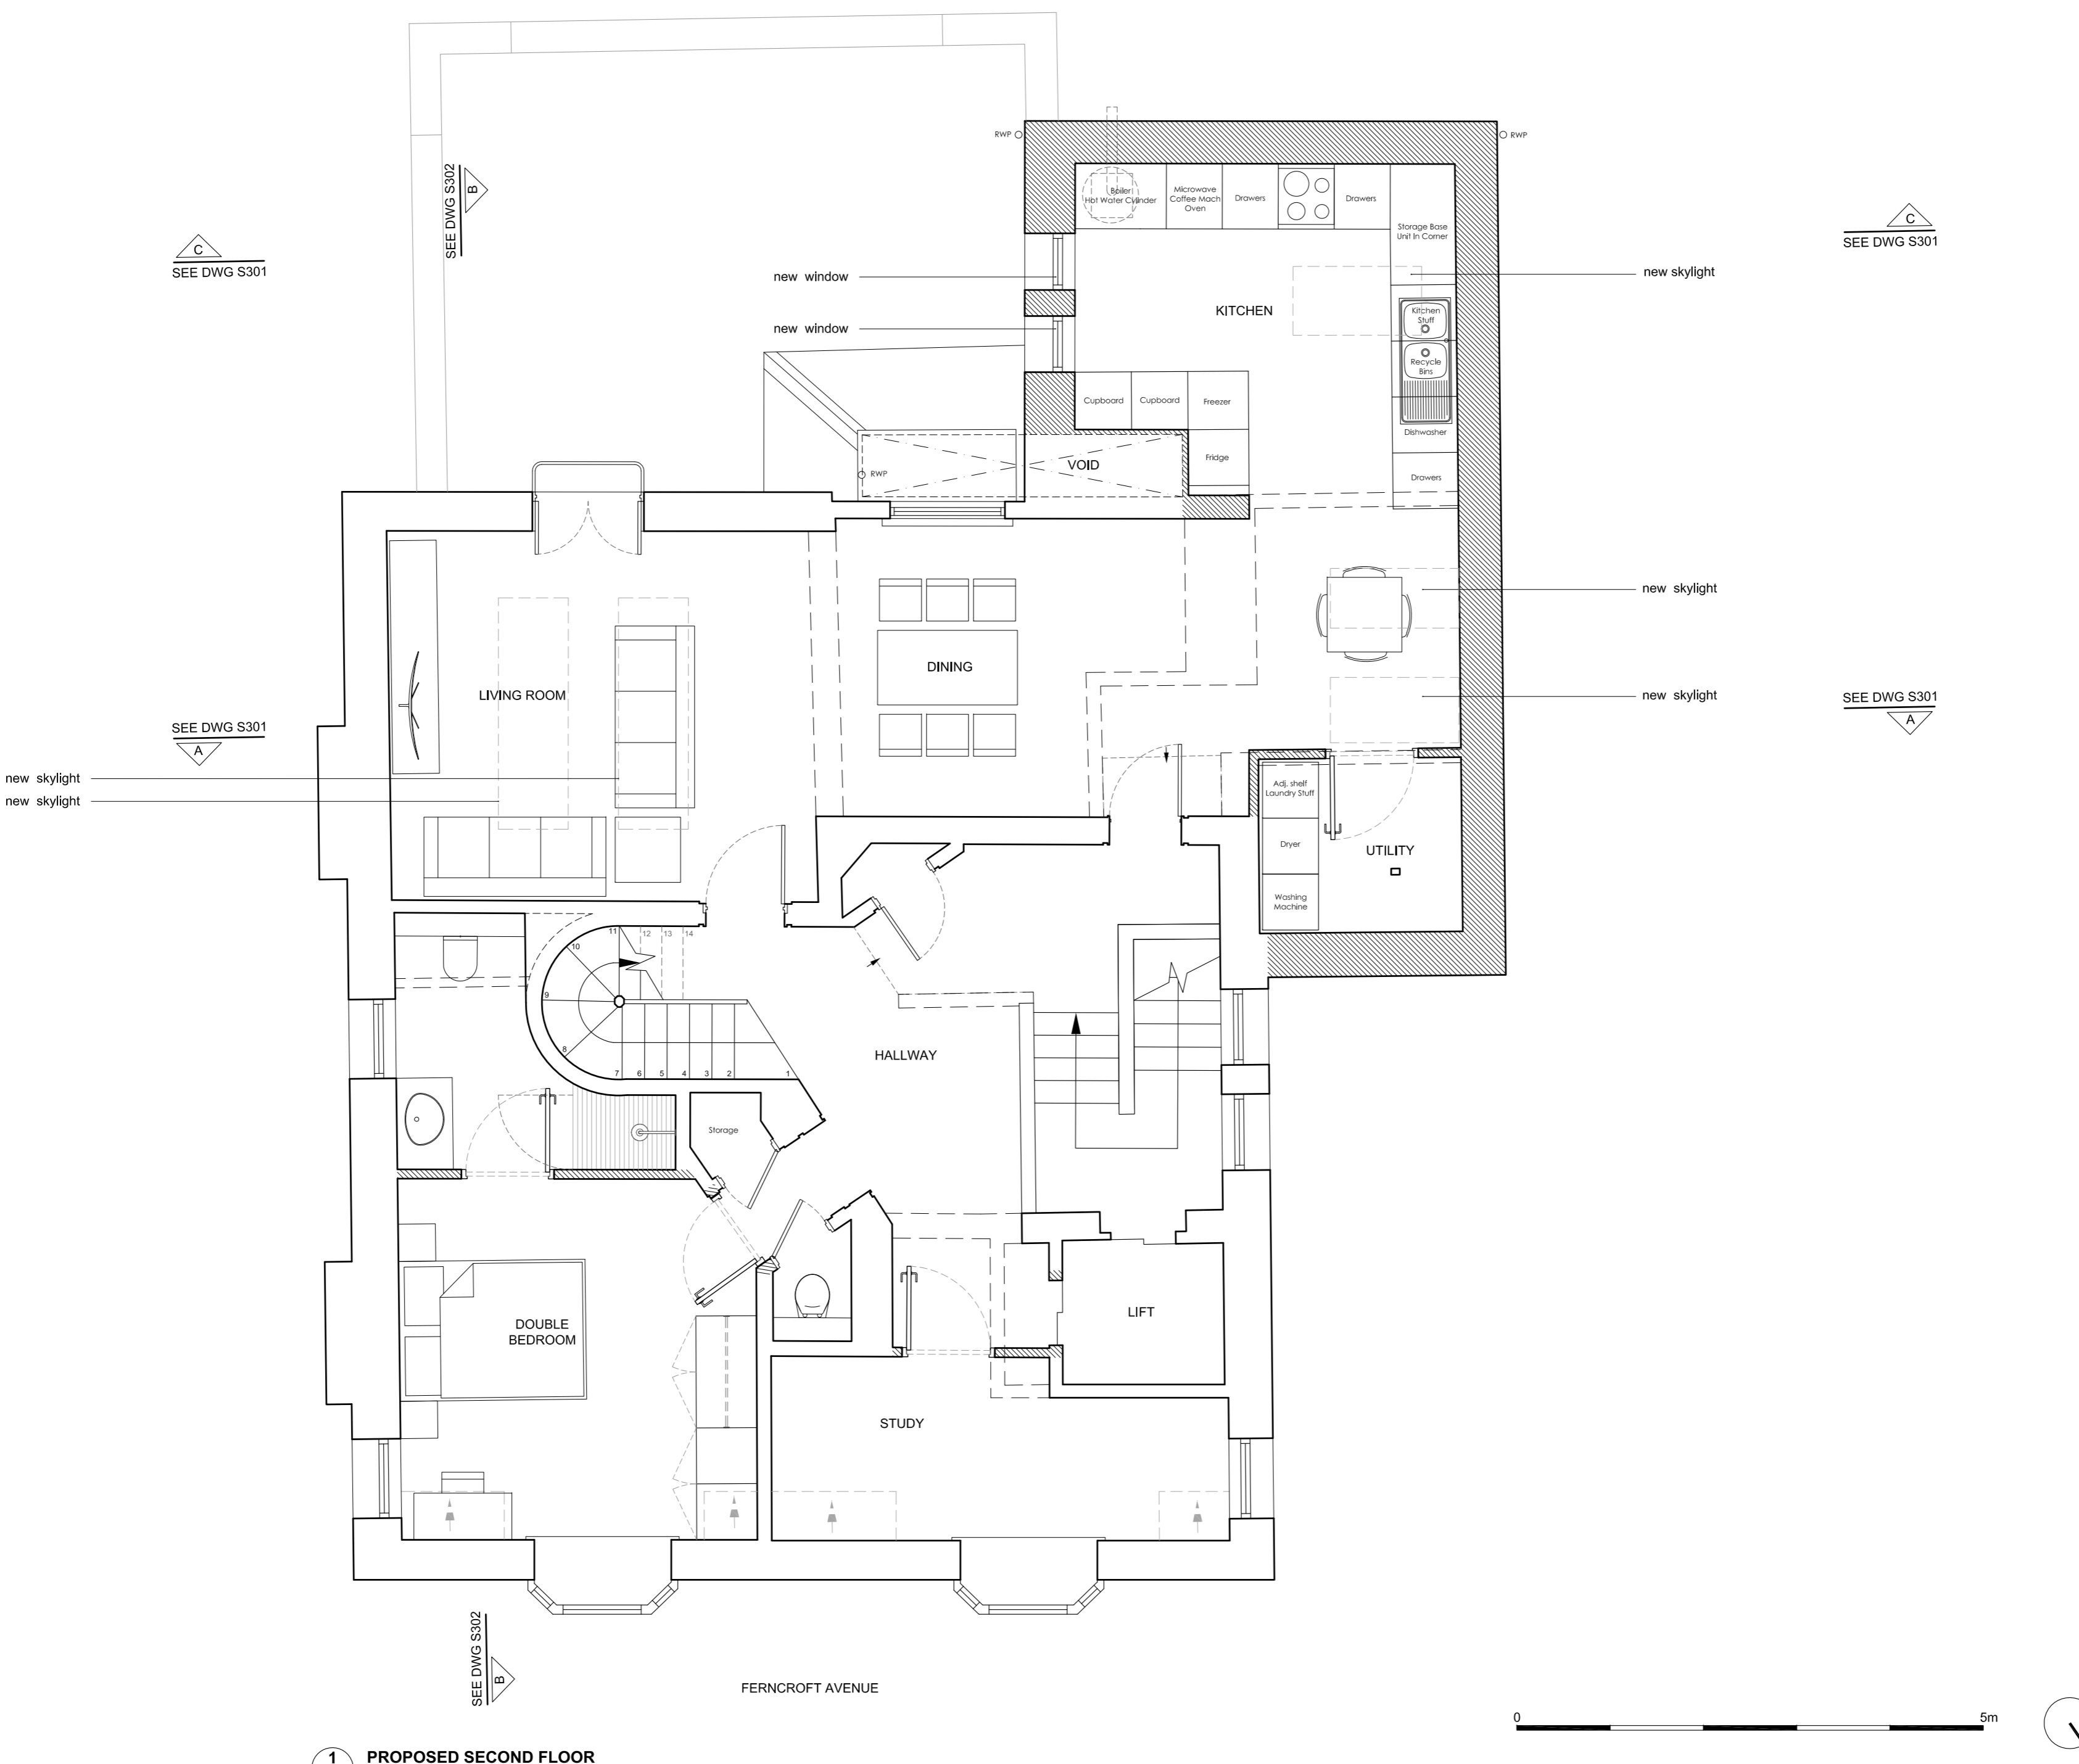 RWP
RWP
SEE DWG S302
B
C
SEE DWG S301
C
SEE DWG S301
Boiler
Hot Water Cylinder
Microwave
Coffee Mach
Oven
Drawers
Drawers
Storage Base
Unit In Corner
new window
new skylight
KITCHEN
Kitchen
Stuff
new window
Recycle
Bins
Cupboard
Cupboard
Freezer
Dishwasher
Fridge
VOID
RWP
Drawers
new skylight
DINING
LIVING ROOM
new skylight
SEE DWG S301
A
SEE DWG S301
A
new skylight
new skylight
Adj. shelf
Laundry Stuff
Dryer
UTILITY
Washing
Machine
11
12
13
14
10
9
8
7
6
5
4
3
2
1
HALLWAY
Storage
DOUBLE
BEDROOM
LIFT
STUDY
SEE DWG S302
B
FERNCROFT AVENUE
0
5m
1
PROPOSED SECOND FLOOR